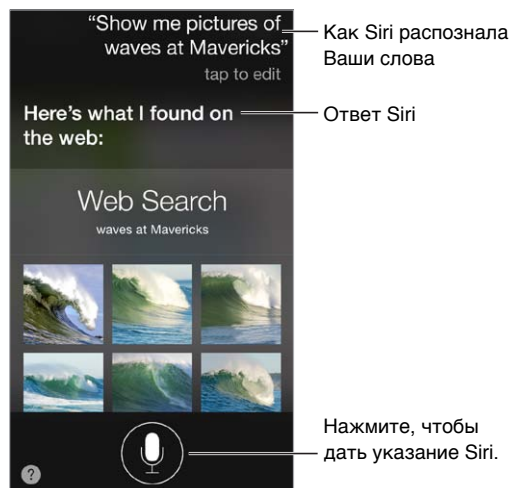 “Show me pictures of
waves at Mavericks”
tap to edit
Как Siri распознала
Ваши слова
Here’s what I found on
the web:
Ответ Siri
Web Search
waves at Mavericks
Нажмите, чтобы
дать указание Siri.
?